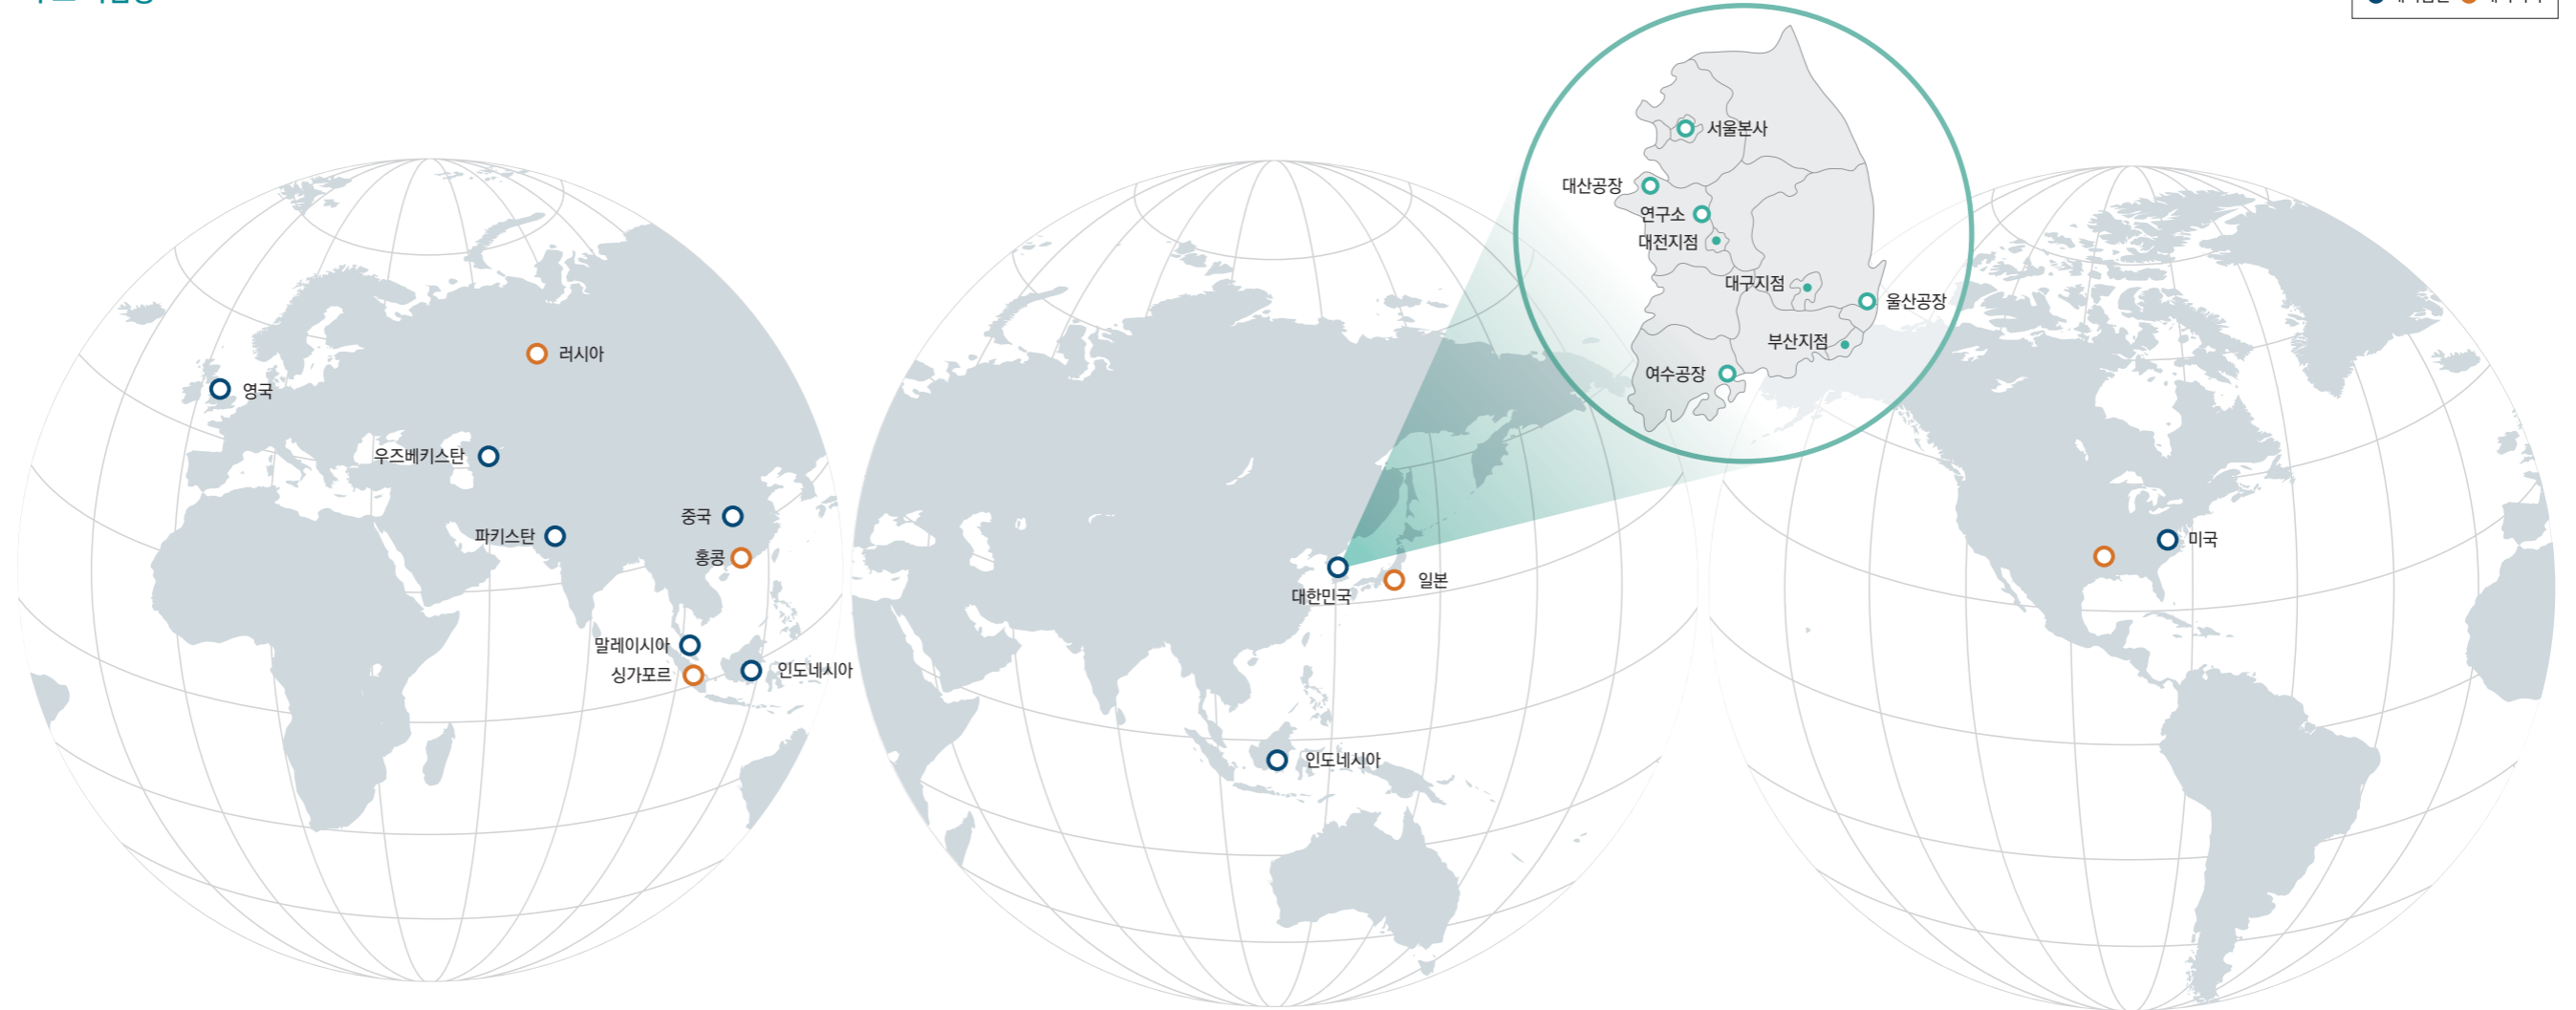 서울본사
대산공장
연구소
대전지점
대구지점
울산공장
부산지점
여수공장
러시아
영국
우즈베키스탄
중국
파키스탄
홍콩
말레이시아
싱가포르
인도네시아
대한민국
일본
인도네시아
미국